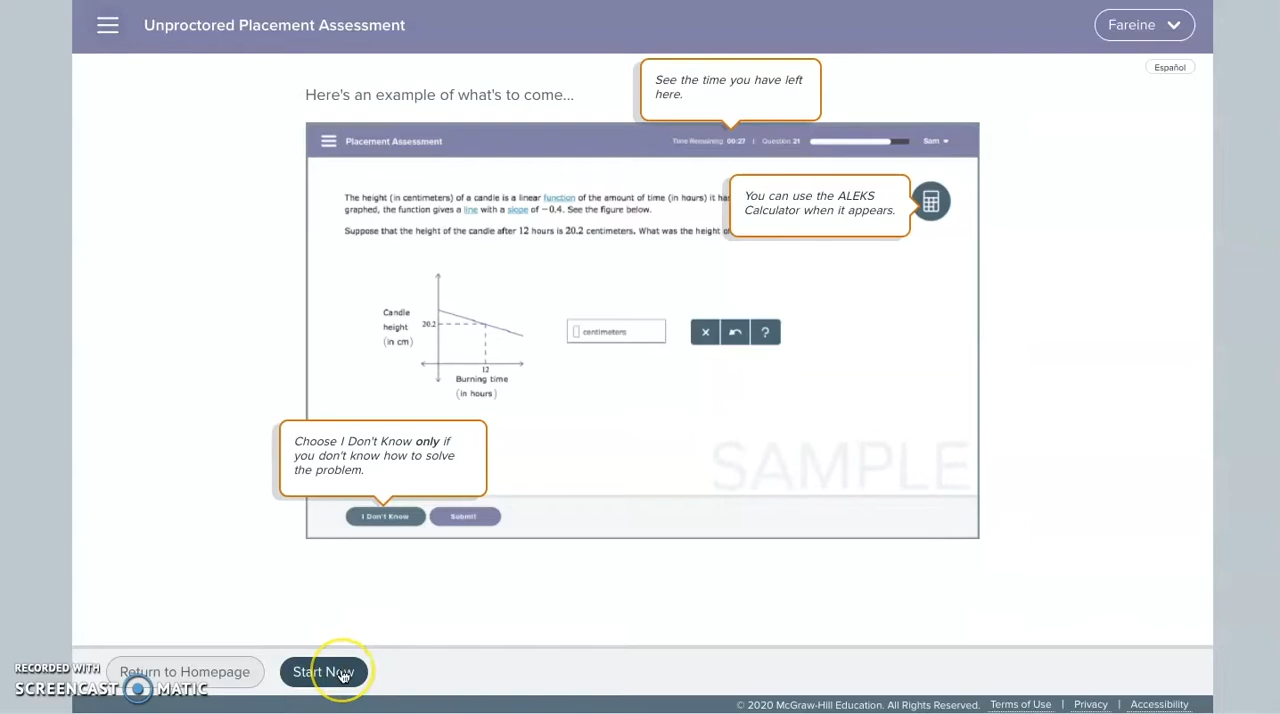 Unproctored Placement Assessment
Fareine
Español
Here's an example of what's to come...
See the time you have left
here.
Placement Assessment
Time Remaining 00:27 | Question 21
Sam
The height (in centimeters) of a candle is a linear function of the amount of time (in hours) it has
graphed, the function gives a line with a slope of −0.4. See the figure below.
Suppose that the height of the candle after 12 hours is 20.2 centimeters. What was the height
You can use the ALEKS
Calculator when it appears.
Candle
height
(in cm)
20.2
12
Burning time
(in hours)
centimeters
×
?
Choose I Don't Know only if
you don't know how to solve
the problem.
SAMPLE
I Don't Know
Submit
Return to Homepage
Start Now
RECORDED WITH
SCREENCAST MATIC
© 2020 McGraw-Hill Education. All Rights Reserved. Terms of Use | Privacy | Accessibility